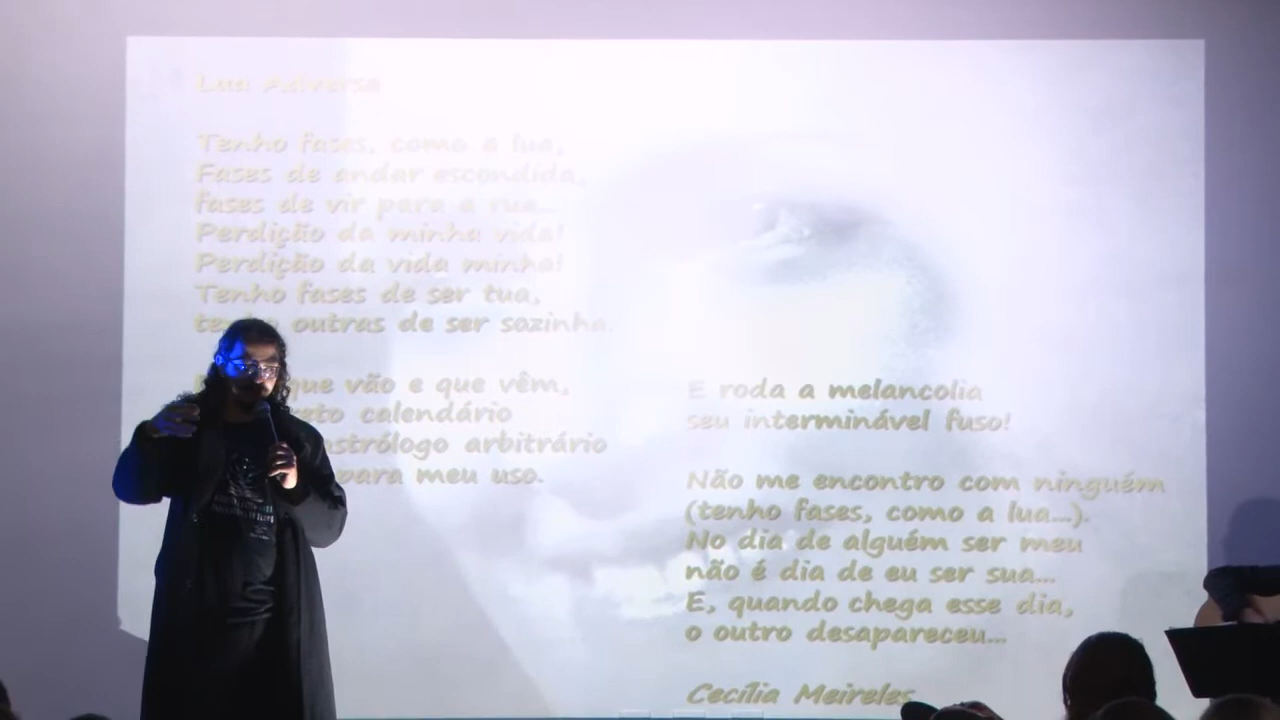 Lua Adversa
Tenho fases, como a lua,
Fases de andar escondida,
fases de vir para a rua...
Perdição da minha vida!
Perdição da vida minha!
Tenho fases de ser tua,
tenho outras de ser sozinha.
que vão e que vêm,
calendário
astrólogo arbitrário
para meu uso.
E roda a melancolia
seu interminável fuso!
Não me encontro com ninguém
(tenho fases, como a lua...).
No dia de alguém ser meu
não é dia de eu ser sua...
E, quando chega esse dia,
o outro desapareceu...
Cecília Meireles